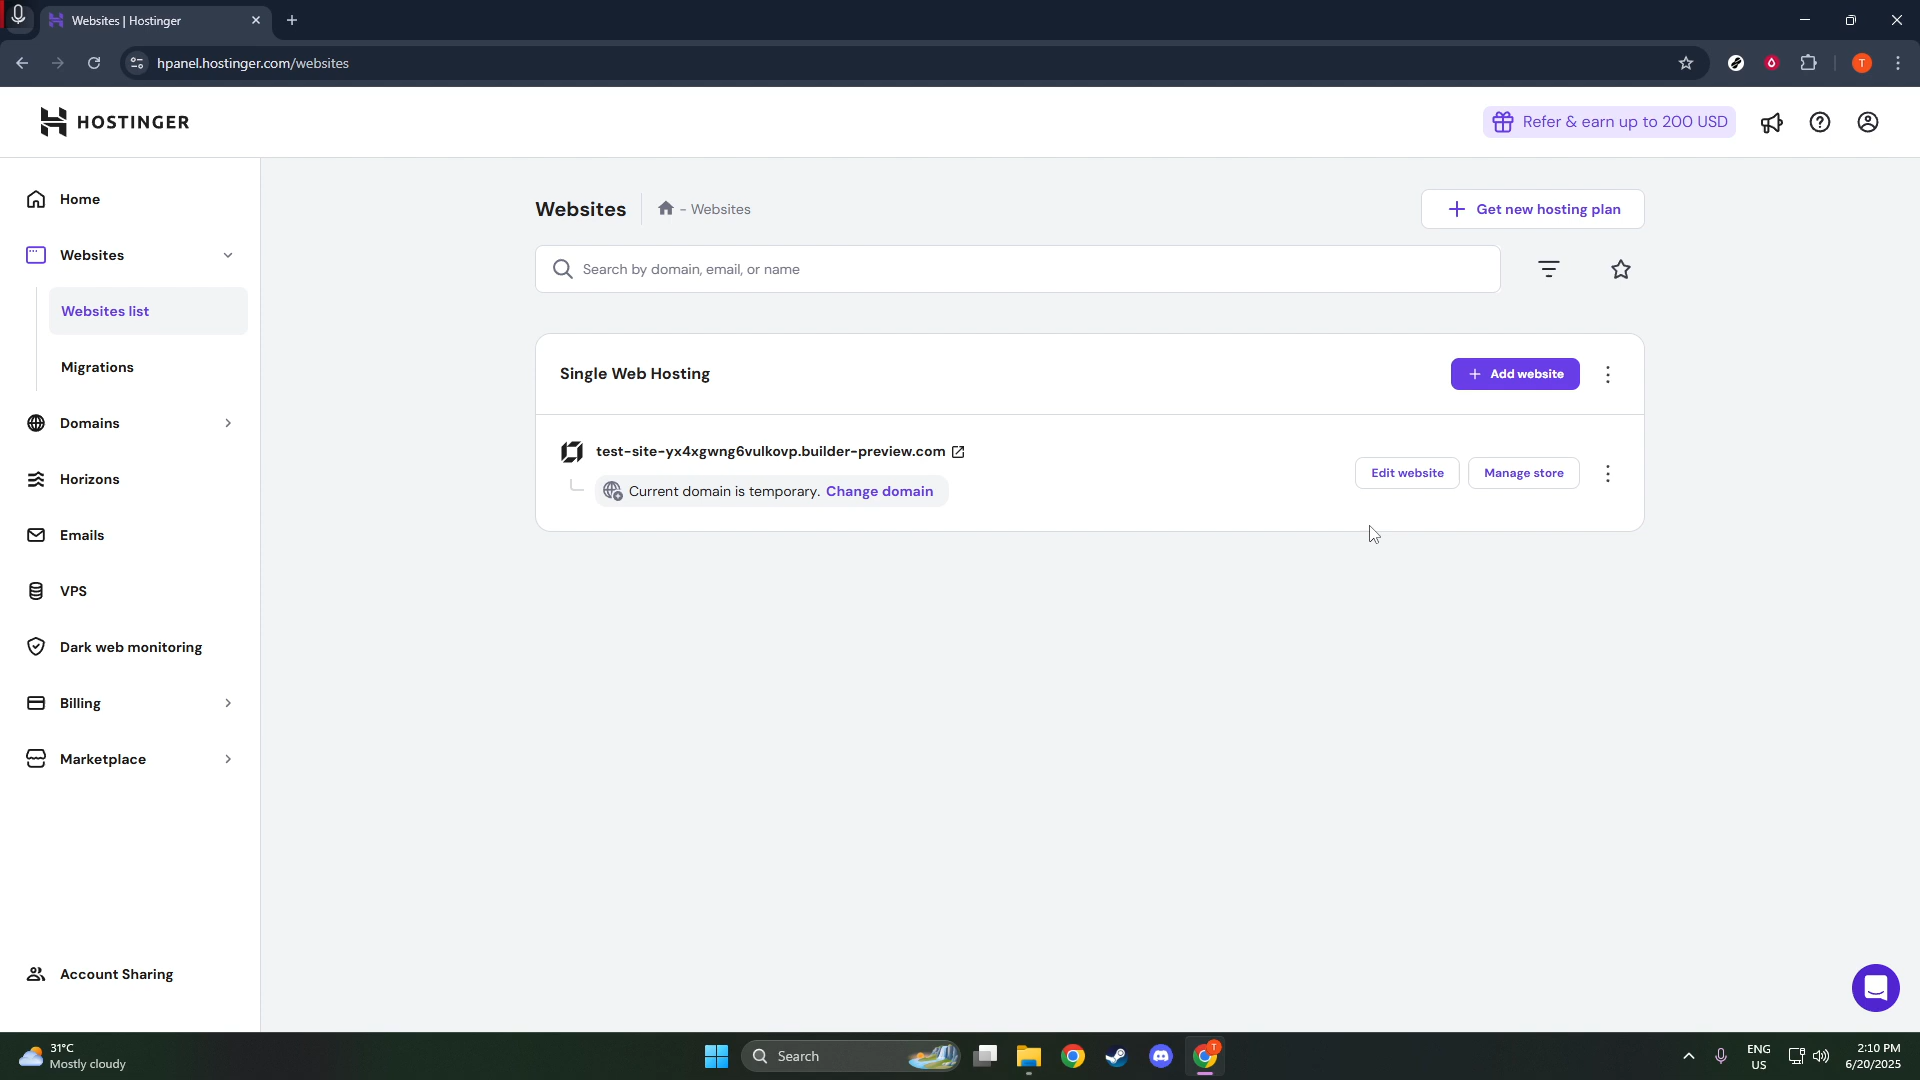 Websites | Hostinger
hpanel.hostinger.com/websites
T
HOSTINGER
Refer & earn up to 200 USD
Home
Websites
Websites list
Migrations
Domains
Horizons
Emails
VPS
Dark web monitoring
Billing
Marketplace
Account Sharing
Websites
- Websites
Get new hosting plan
Search by domain, email, or name
Single Web Hosting
Add website
test-site-yx4xgwng6vulkovp.builder-preview.com
Current domain is temporary. Change domain
Edit website
Manage store
31°C
Mostly cloudy
Search
T
ENG
US
2:10 PM
6/20/2025